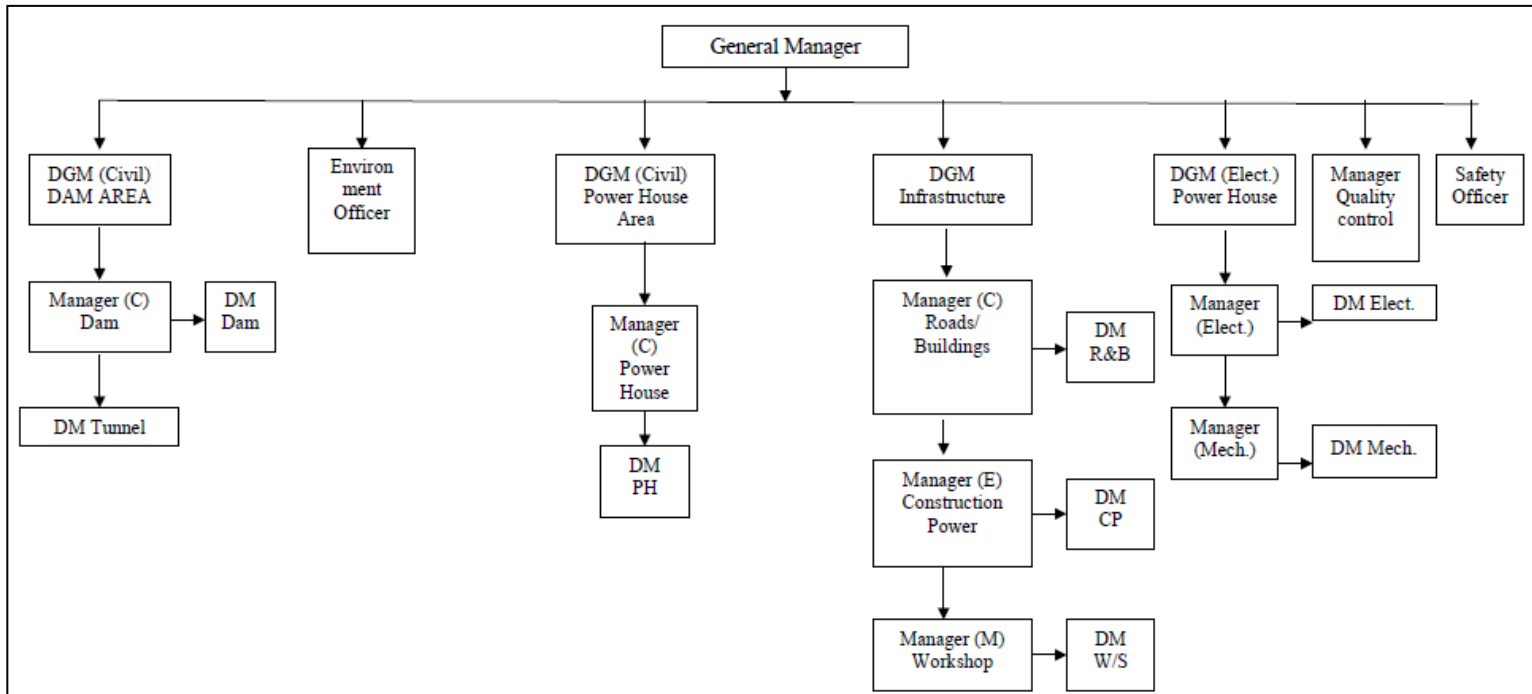 General Manager
DGM (Civil)
DAM AREA
Environ
ment
Officer
DGM (Civil)
Power House
Area
DGM
Infrastructure
DGM (Elect.)
Power House
Manager
Quality
control
Safety
Officer
Manager (C)
Dam
DM
Dam
Manager
(C)
Power
House
Manager (C)
Roads/
Buildings
DM
R&B
Manager
(Elect.)
DM Elect.
DM Tunnel
Manager
(Mech.)
DM Mech.
DM
PH
Manager (E)
Construction
Power
DM
CP
Manager (M)
Workshop
DM
W/S